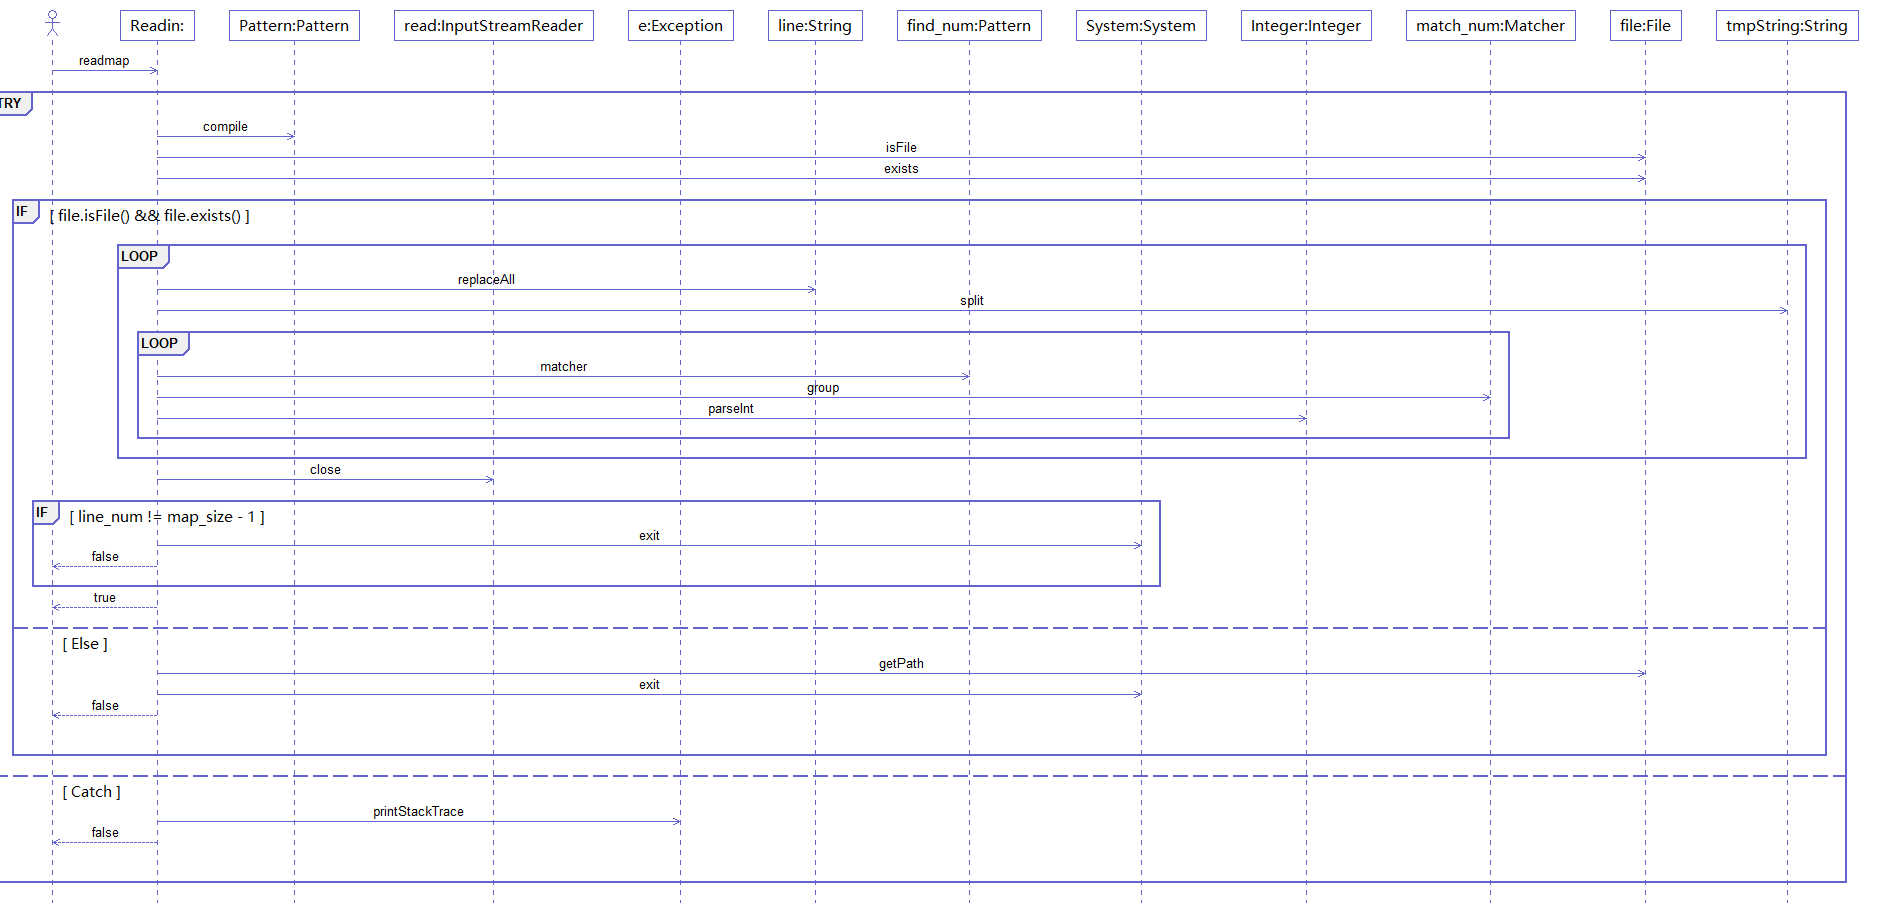 Readin:
Pattern:Pattern
read:InputStreamReader
e:Exception
line:String
find_num:Pattern
System:System
Integer:Integer
match_num:Matcher
file:File
tmpString:String
readmap
TRY
compile
isFile
exists
IF
[ file.isFile() && file.exists() ]
LOOP
replaceAll
split
LOOP
matcher
group
parseInt
close
IF
[ line_num != map_size - 1 ]
exit
false
true
[ Else ]
getPath
exit
false
[ Catch ]
printStackTrace
false